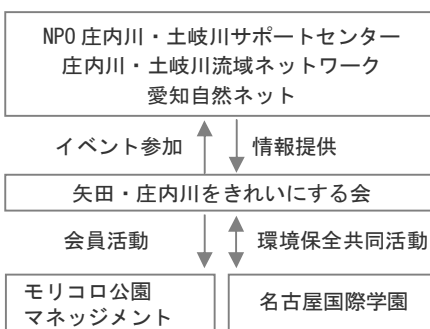 NPO 庄内川・土岐川サポートセンター
庄内川・土岐川流域ネットワーク
愛知自然ネット
イベント参加
情報提供
矢田・庄内川をきれいにする会
会員活動
環境保全共同活動
モリコロ公園
マネッジメント
名古屋国際学園